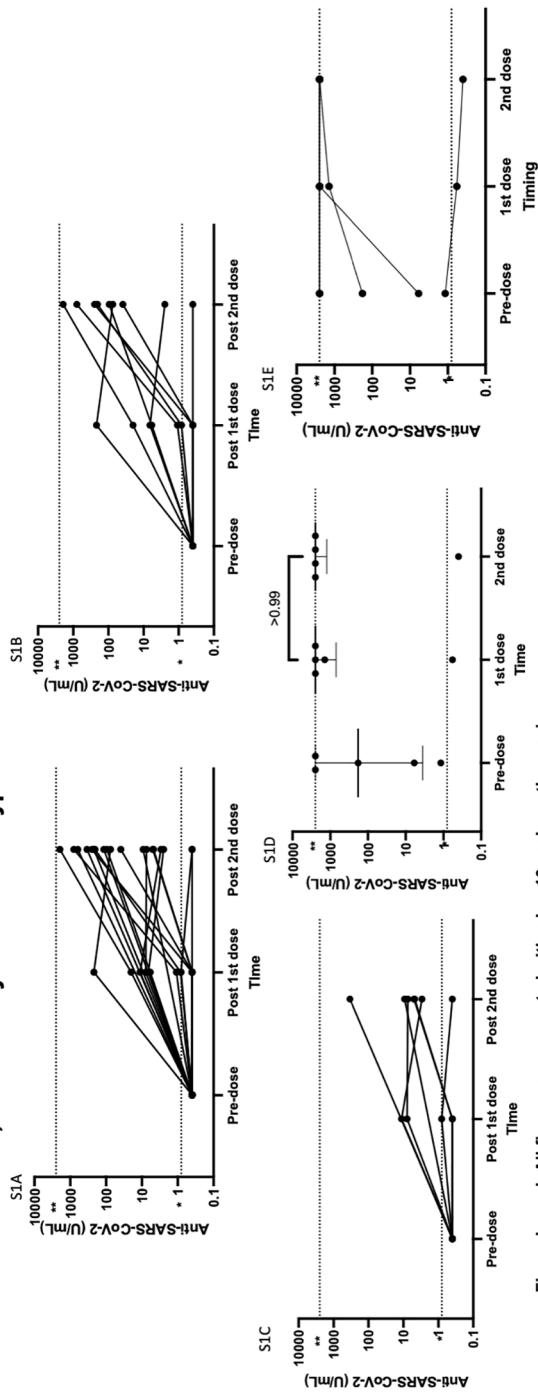 S1A
Anti-SARS-CoV-2 (U/mL)
10000
**
1000
100
10
* 1
0.1
Pre-dose
Post 1st dose
Post 2nd dose
Time
S1B
Anti-SARS-CoV-2 (U/mL)
10000
**
1000
100
10
1
*
0.1
Pre-dose
Post 1st dose
Post 2nd dose
Time
S1C
Anti-SARS-CoV-2 (U/mL)
10000
1000
**
100
10
*1
0.1
Pre-dose
Post 1st dose
Post 2nd dose
Time
S1D
Anti-SARS-CoV-2 (U/mL)
10000
**
1000
100
10
1
0.1
>0.99
Pre-dose
1st dose
2nd dose
Time
S1E
Anti-SARS-CoV-2 (U/mL)
10000
**
1000
100
10
1
0.1
Pre-dose
1st dose
2nd dose
Timing